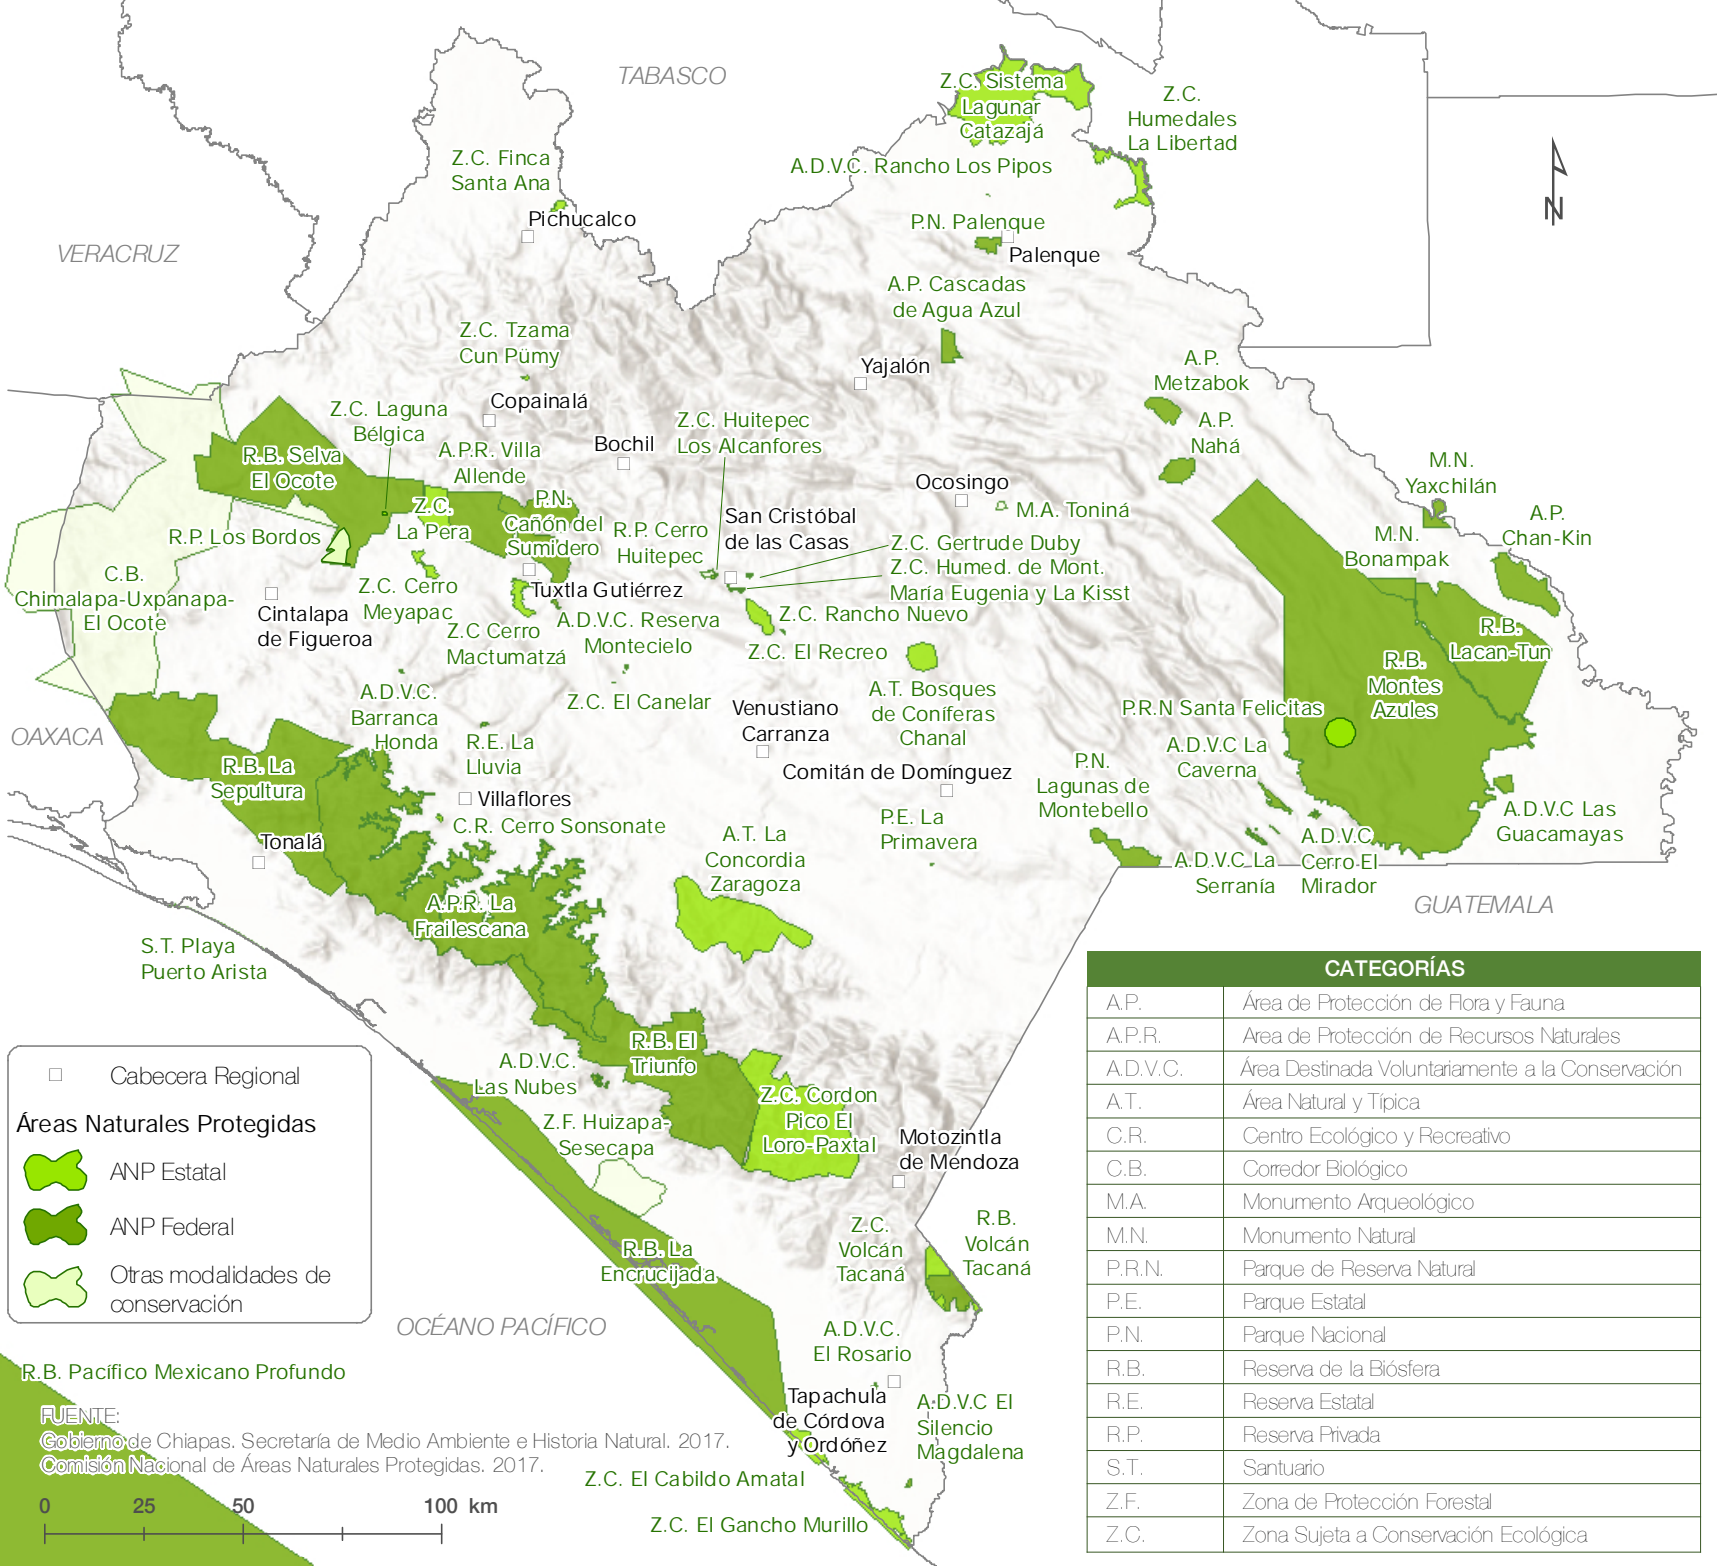 TABASCO
Z.C. Sistema
Lagunar
Catazajá
Z.C.
Humedales
La Libertad
Z.C. Finca
Santa Ana
A.D.V.C. Rancho Los Pipos
Pichucalco
P.N. Palenque
Palenque
VERACRUZ
N
A.P. Cascadas
de Agua Azul
Z.C. Tzama
Cun Pümy
Yajalón
A.P.
Metzabok
Copainalá
Z.C. Laguna
Bélgica
Z.C. Huitepec
Los Alcanfores
A.P.
Nahá
Bochil
A.P.R. Villa
Allende
R.B. Selva
El Ocote
M.N.
Yaxchilán
Ocosingo
M.A. Toniná
Z.C.
La Pera
P.N.
Cañón del
Sumidero
R.P. Cerro
Huitepec
San Cristóbal
de las Casas
A.P.
Chan-Kin
M.N.
Bonampak
R.P. Los Bordos
Z.C. Gertrude Duby
Z.C. Humed. de Mont.
María Eugenia y La Kisst
C.B.
Chimalapa-Uxpanapa-
El Ocote
Cintalapa
de Figueroa
Z.C. Cerro
Meyapac
Tuxtla Gutiérrez
Z.C. Rancho Nuevo
A.D.V.C. Reserva
Montecielo
Z.C Cerro
Mactumatzá
Z.C. El Recreo
R.B.
Lacan-Tun
R.B.
Montes
Azules
Z.C. El Canelar
A.T. Bosques
de Coníferas
Chanal
A.D.V.C.
Barranca
Honda
Venustiano
Carranza
P.R.N Santa Felicitas
OAXACA
R.E. La
Lluvia
A.D.V.C La
Caverna
R.B. La
Sepultura
P.N.
Lagunas de
Montebello
Comitán de Domínguez
Villaflores
C.R. Cerro Sonsonate
A.D.V.C Las
Guacamayas
P.E. La
Primavera
Tonalá
A.T. La
Concordia
Zaragoza
A.D.V.C La
Serranía
A.D.V.C
Cerro El
Mirador
A.P.R. La
Frailescana
GUATEMALA
S.T. Playa
Puerto Arista
R.B. El
Triunfo
A.D.V.C.
Las Nubes
Z.C. Cordon
Pico El
Loro-Paxtal
Z.F. Huizapa-
Sesecapa
Motozintla
de Mendoza
Z.C.
Volcán
Tacaná
R.B.
Volcán
Tacaná
R.B. La
Encrucijada
OCÉANO PACÍFICO
A.D.V.C.
El Rosario
Tapachula
de Córdova
y Ordóñez
A.D.V.C El
Silencio
Magdalena
Z.C. El Cabildo Amatal
Z.C. El Gancho Murillo
Cabecera Regional
Áreas Naturales Protegidas
ANP Estatal
ANP Federal
Otras modalidades de
conservación
R.B. Pacífico Mexicano Profundo
FUENTE:
Gobierno de Chiapas. Secretaría de Medio Ambiente e Historia Natural. 2017.
Comisión Nacional de Áreas Naturales Protegidas. 2017.
0 25 50 100 km
CATEGORÍAS
A.P. Área de Protección de Flora y Fauna
A.P.R. Area de Protección de Recursos Naturales
A.D.V.C. Área Destinada Voluntariamente a la Conservación
A.T. Área Natural y Típica
C.R. Centro Ecológico y Recreativo
C.B. Corredor Biológico
M.A. Monumento Arqueológico
M.N. Monumento Natural
P.R.N. Parque de Reserva Natural
P.E. Parque Estatal
P.N. Parque Nacional
R.B. Reserva de la Biósfera
R.E. Reserva Estatal
R.P. Reserva Privada
S.T. Santuario
Z.F. Zona de Protección Forestal
Z.C. Zona Sujeta a Conservación Ecológica